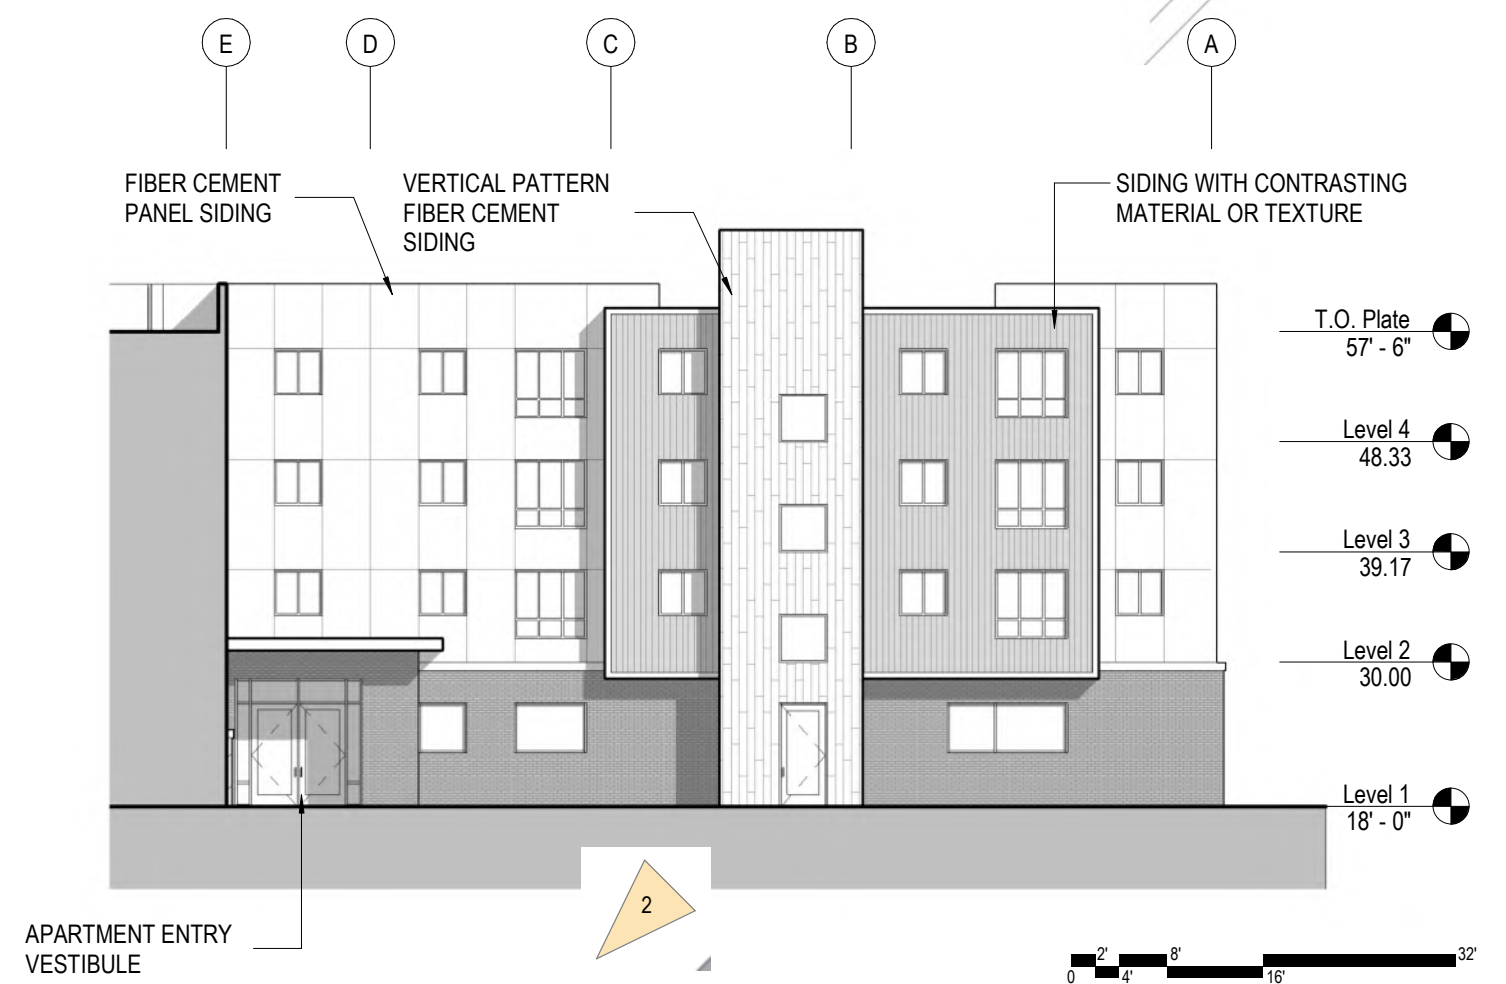 E
D
C
B
A
FIBER CEMENT
PANEL SIDING
VERTICAL PATTERN
FIBER CEMENT
SIDING
SIDING WITH CONTRASTING
MATERIAL OR TEXTURE
T.O. Plate
57' - 6"
Level 4
48.33
Level 3
39.17
Level 2
30.00
Level 1
18' - 0"
2
APARTMENT ENTRY
VESTIBULE
2'
8'
32'
0
4'
16'